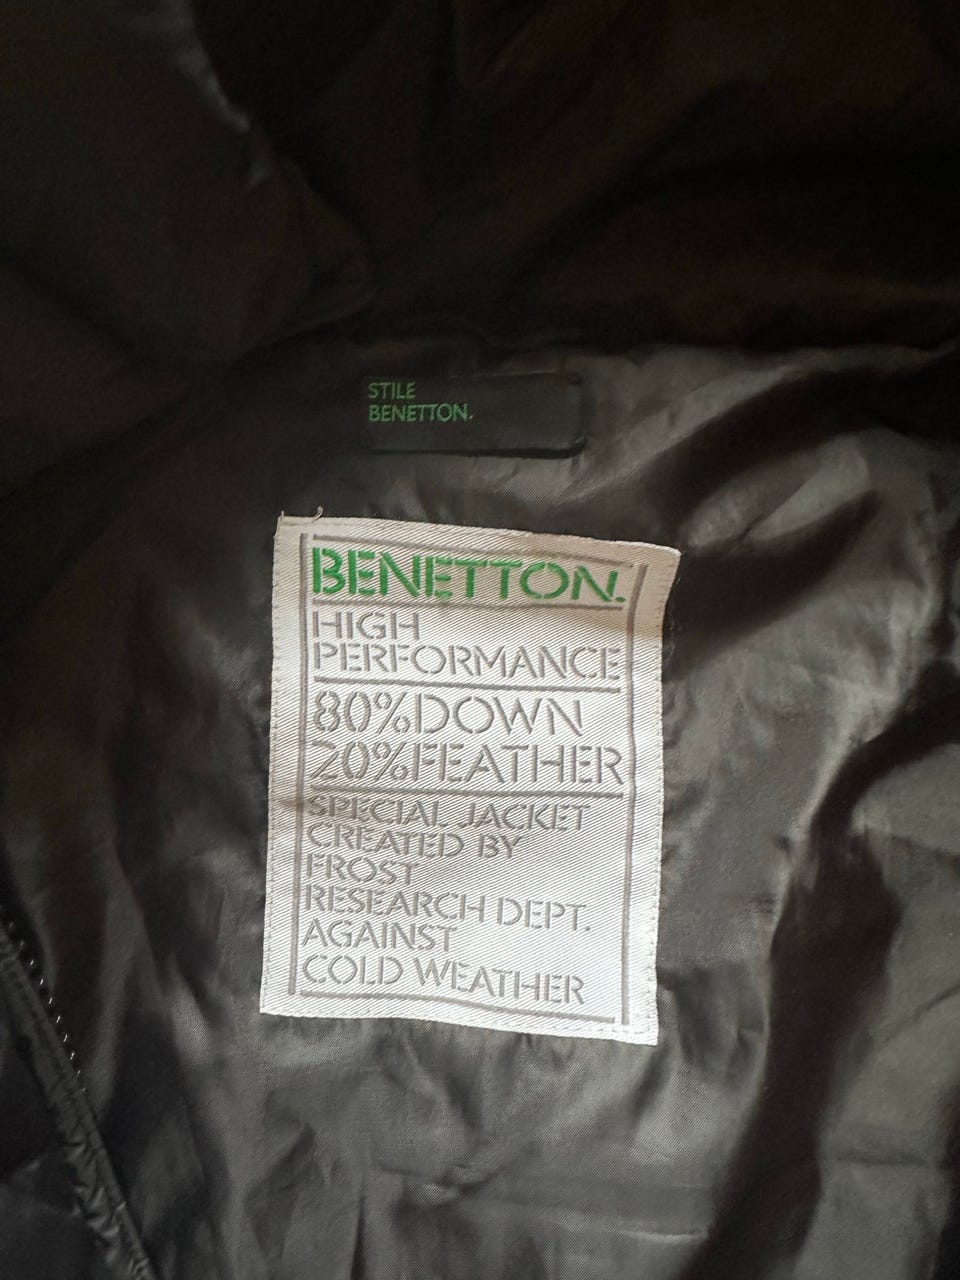 STILE
BENETTON.
BENETTON.
HIGH
PERFORMANCE
80%DOWN
20%FEATHER
SPECIAL JACKET
CREATED BY
FROST
RESEARCH DEPT.
AGAINST
COLD WEATHER